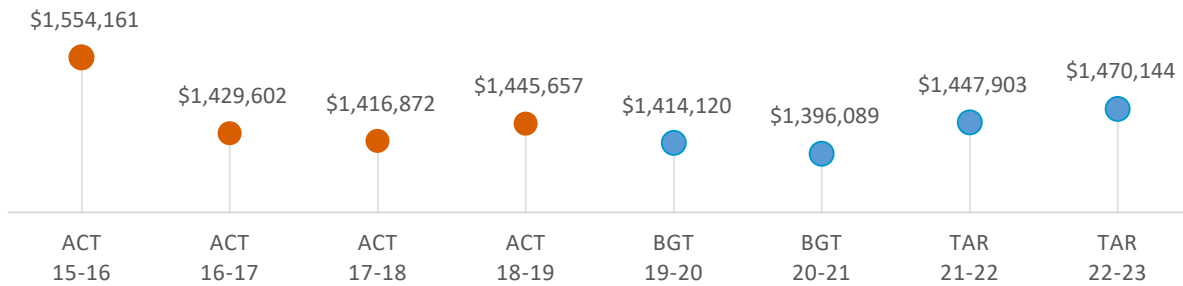 $1,554,161
$1,429,602
$1,416,872
$1,445,657
$1,414,120
$1,396,089
$1,447,903
$1,470,144
ACT
15-16
ACT
16-17
ACT
17-18
ACT
18-19
BGT
19-20
BGT
20-21
TAR
21-22
TAR
22-23